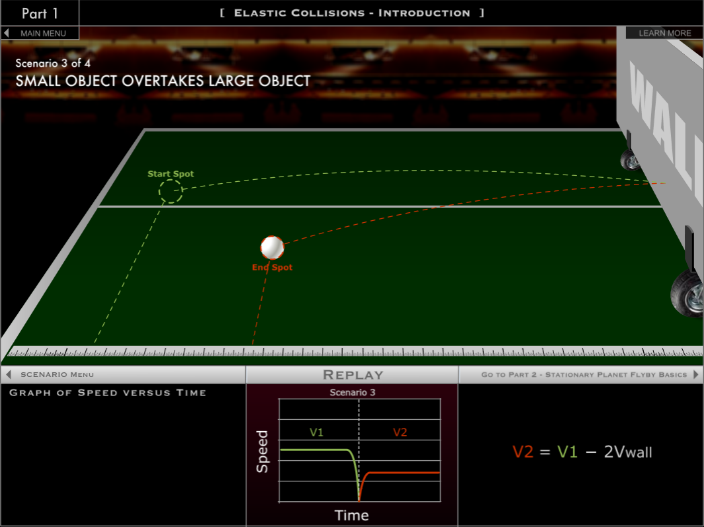 Part 1
[ Elastic Collisions - Introduction ]
MAIN MENU
LEARN MORE
Scenario 3 of 4
SMALL OBJECT OVERTAKES LARGE OBJECT
WALL
Start Spot
End Spot
SCENARIO MENU
REPLAY
GO TO PART 2 - STATIONARY PLANET FLYBY BASICS
GRAPH OF SPEED VERSUS TIME
Scenario 3
V1 V2
Speed
Time
V2 = V1 − 2Vwall